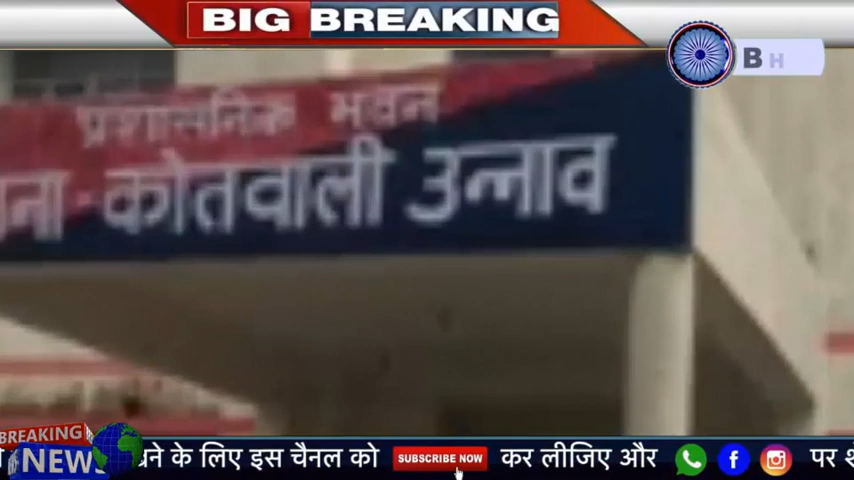 BIG BREAKING
B H
प्रशासनिक भवन
कोतवाली उन्नाव
BREAKING
NEWS
के लिए इस चैनल को SUBSCRIBE NOW कर लीजिए और पर